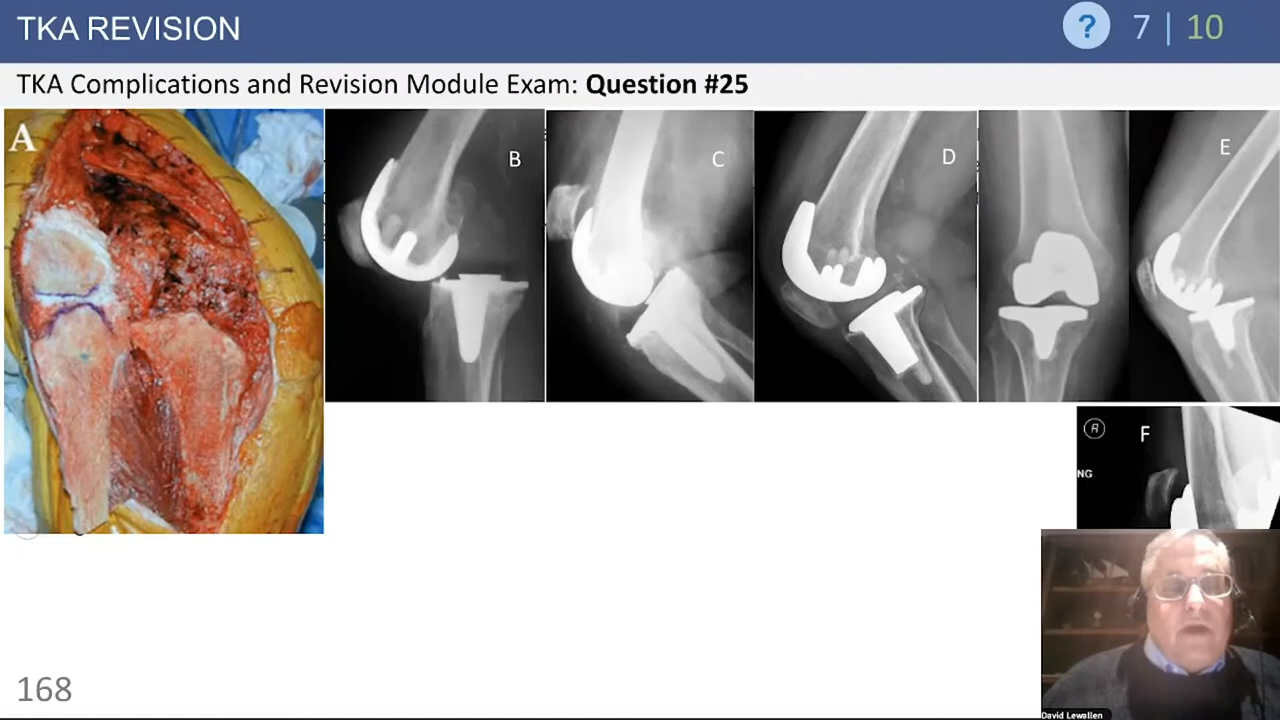 TKA REVISION
? 7 | 10
TKA Complications and Revision Module Exam: Question #25
A
B
C
D
E
R
F
NG
168
David Lewallen